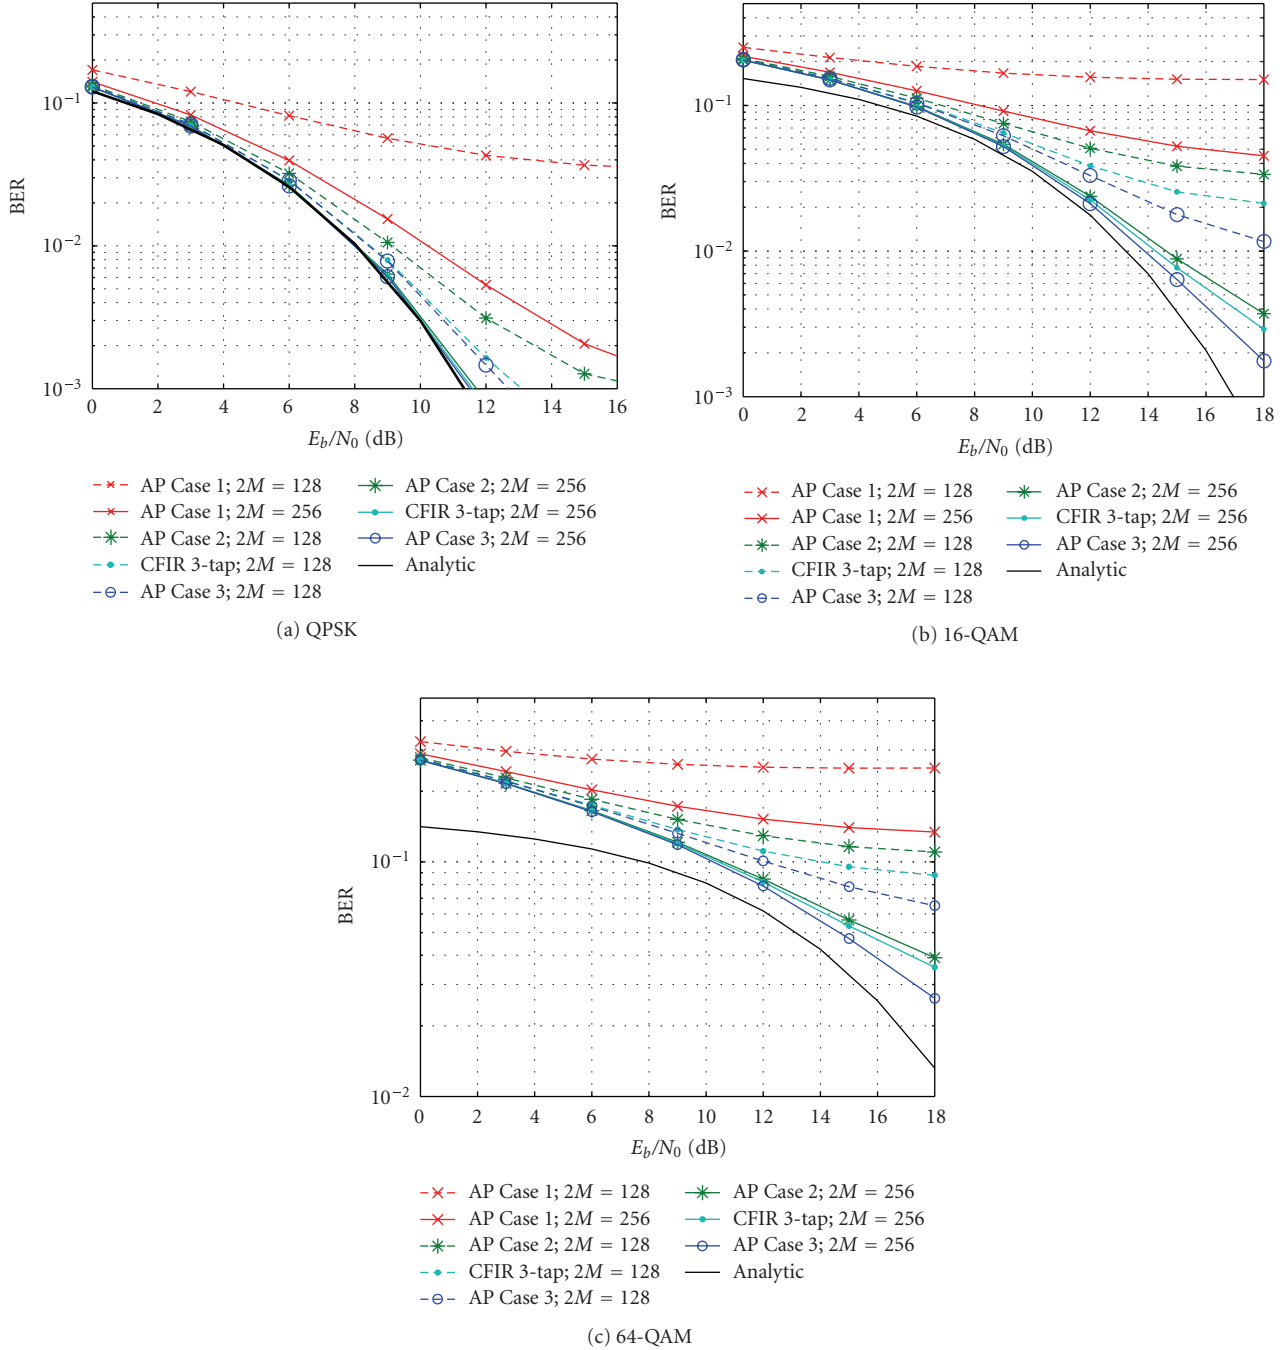 10⁻¹
10⁻²
10⁻³
BER
0 2 4 6 8 10 12 14 16
E_b/N_0 (dB)
AP Case 1; 2M = 128
AP Case 1; 2M = 256
AP Case 2; 2M = 128
CFIR 3-tap; 2M = 128
AP Case 3; 2M = 128
AP Case 2; 2M = 256
CFIR 3-tap; 2M = 256
AP Case 3; 2M = 256
Analytic
(a) QPSK
10⁻¹
10⁻²
10⁻³
BER
0 2 4 6 8 10 12 14 16 18
E_b/N_0 (dB)
AP Case 1; 2M = 128
AP Case 1; 2M = 256
AP Case 2; 2M = 128
CFIR 3-tap; 2M = 128
AP Case 3; 2M = 128
AP Case 2; 2M = 256
CFIR 3-tap; 2M = 256
AP Case 3; 2M = 256
Analytic
(b) 16-QAM
10⁻¹
10⁻²
BER
0 2 4 6 8 10 12 14 16 18
E_b/N_0 (dB)
AP Case 1; 2M = 128
AP Case 1; 2M = 256
AP Case 2; 2M = 128
CFIR 3-tap; 2M = 128
AP Case 3; 2M = 128
AP Case 2; 2M = 256
CFIR 3-tap; 2M = 256
AP Case 3; 2M = 256
Analytic
(c) 64-QAM